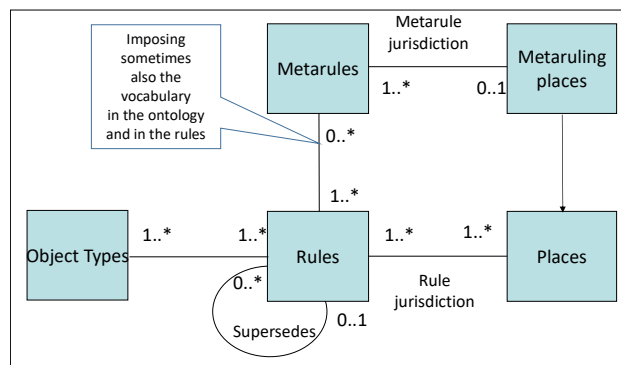 Imposing
sometimes
also the
vocabulary
in the ontology
and in the rules
Metarules
Metarule
jurisdiction
1..*
0..1
Metaruling
places
0..*
1..*
Object Types
1..*
1..*
Rules
1..*
1..*
Rule
jurisdiction
Places
0..*
0..1
Supersedes